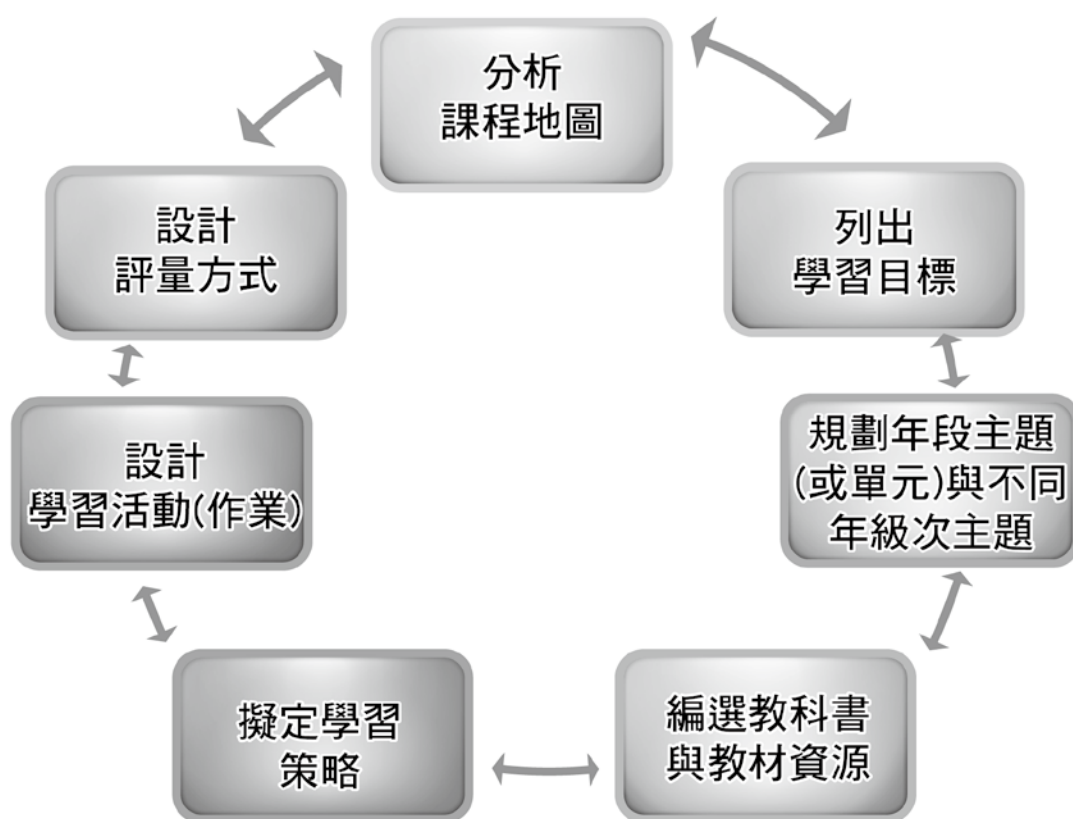 分析
課程地圖
列出
學習目標
規劃年段主題
(或單元)與不同
年級次主題
編選教科書
與教材資源
擬定學習
策略
設計
學習活動(作業)
設計
評量方式